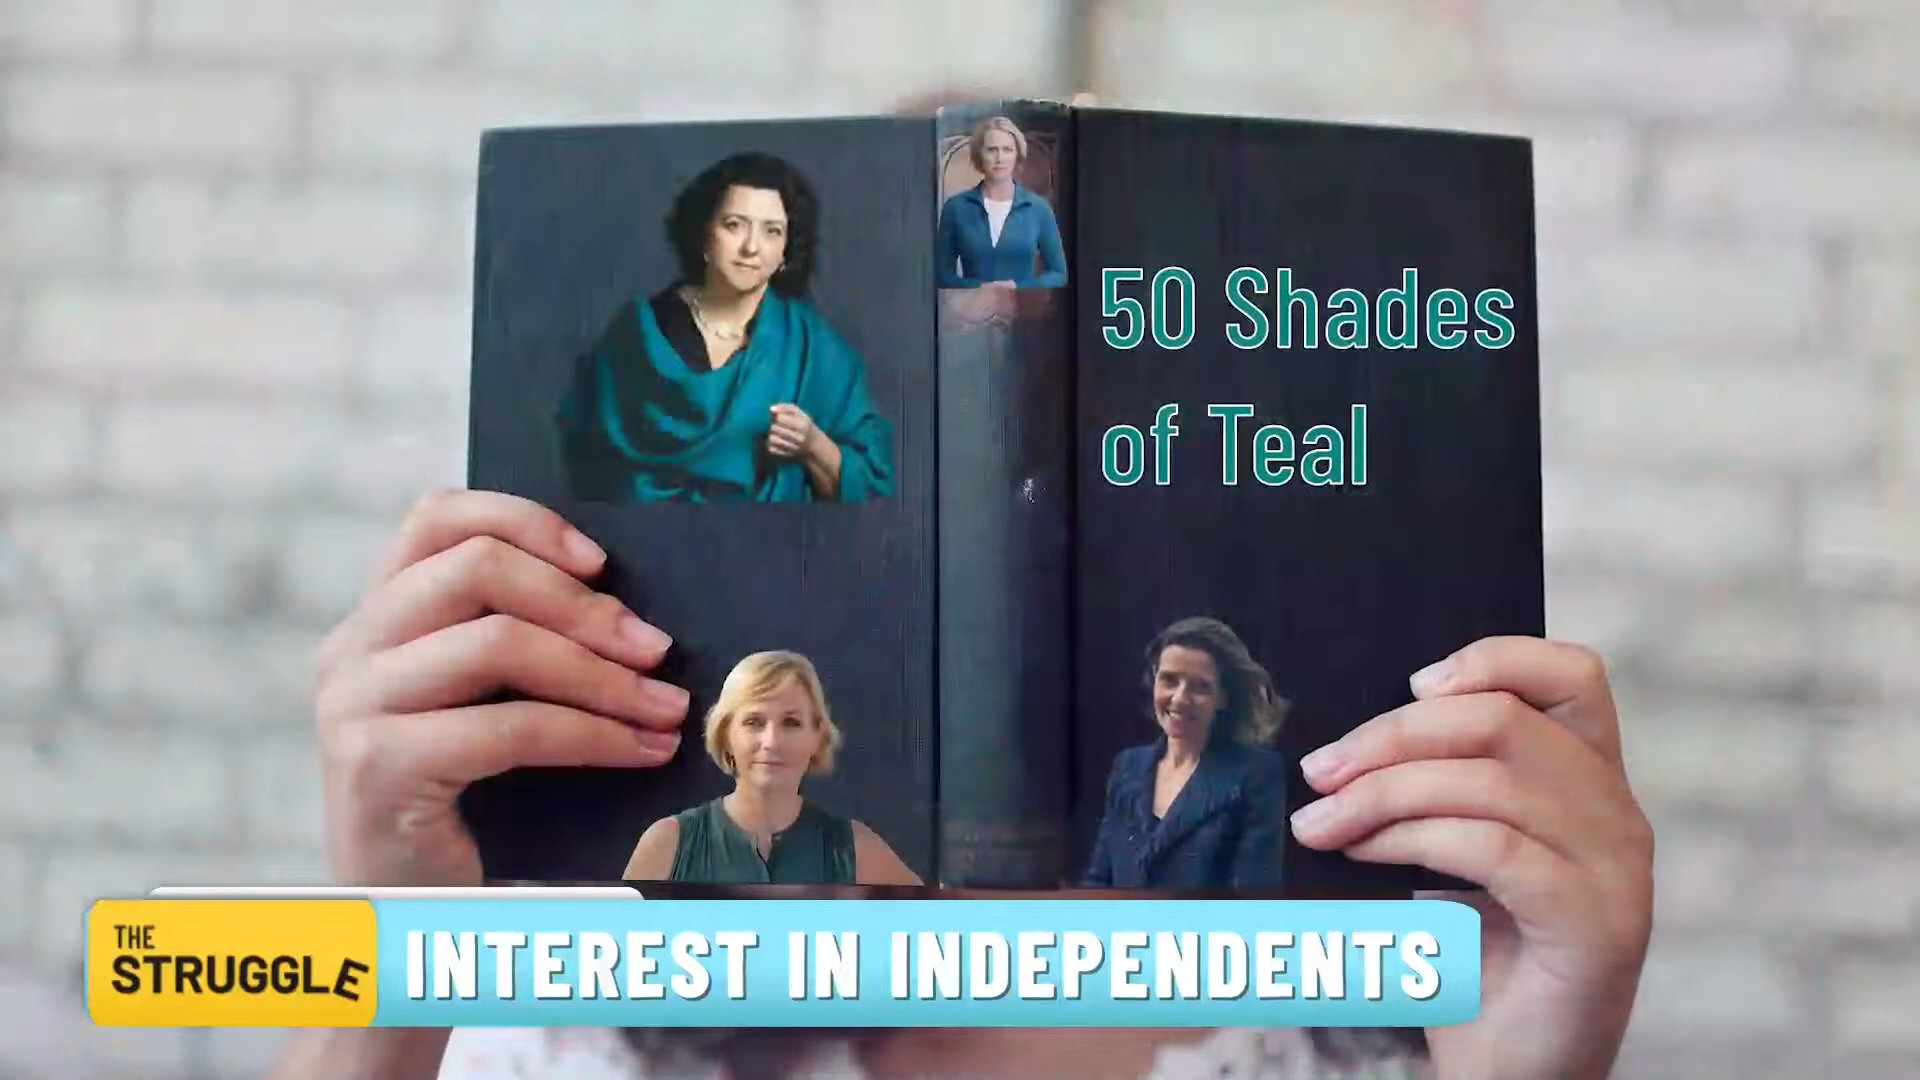 50 Shades
of Teal
THE
STRUGGLE
INTEREST IN INDEPENDENTS